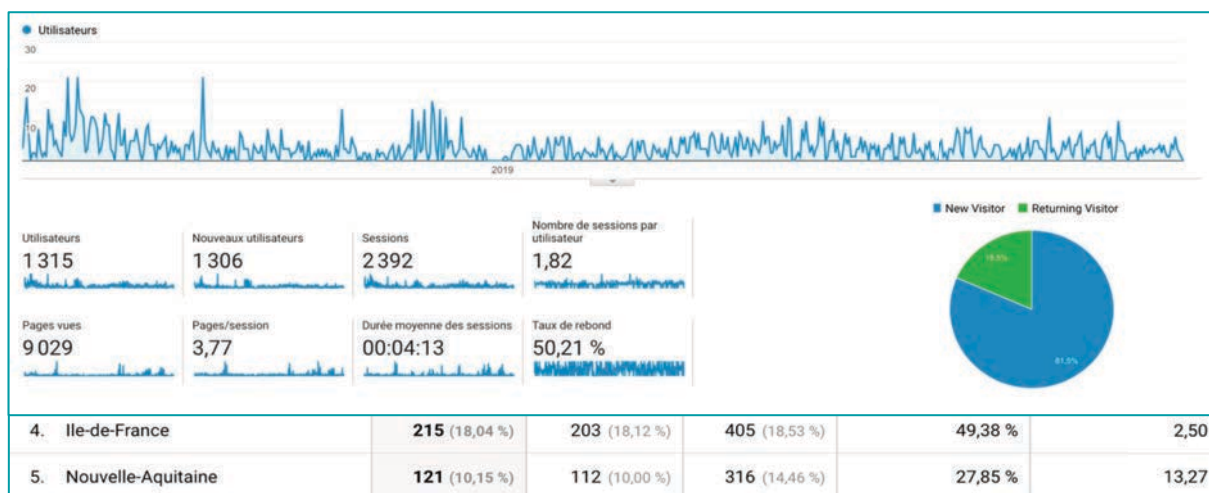 Utilisateurs
30
20
10
2019
New Visitor Returning Visitor
Utilisateurs
1 315
Nouveaux utilisateurs
1 306
Sessions
2 392
Nombre de sessions par
utilisateur
1,82
Pages vues
9 029
Pages/session
3,77
Durée moyenne des sessions
00:04:13
Taux de rebond
50,21 %
81,5%
4. Ile-de-France 215 (18,04 %) 203 (18,12 %) 405 (18,53 %) 49,38 % 2,50
5. Nouvelle-Aquitaine 121 (10,15 %) 112 (10,00 %) 316 (14,46 %) 27,85 % 13,27